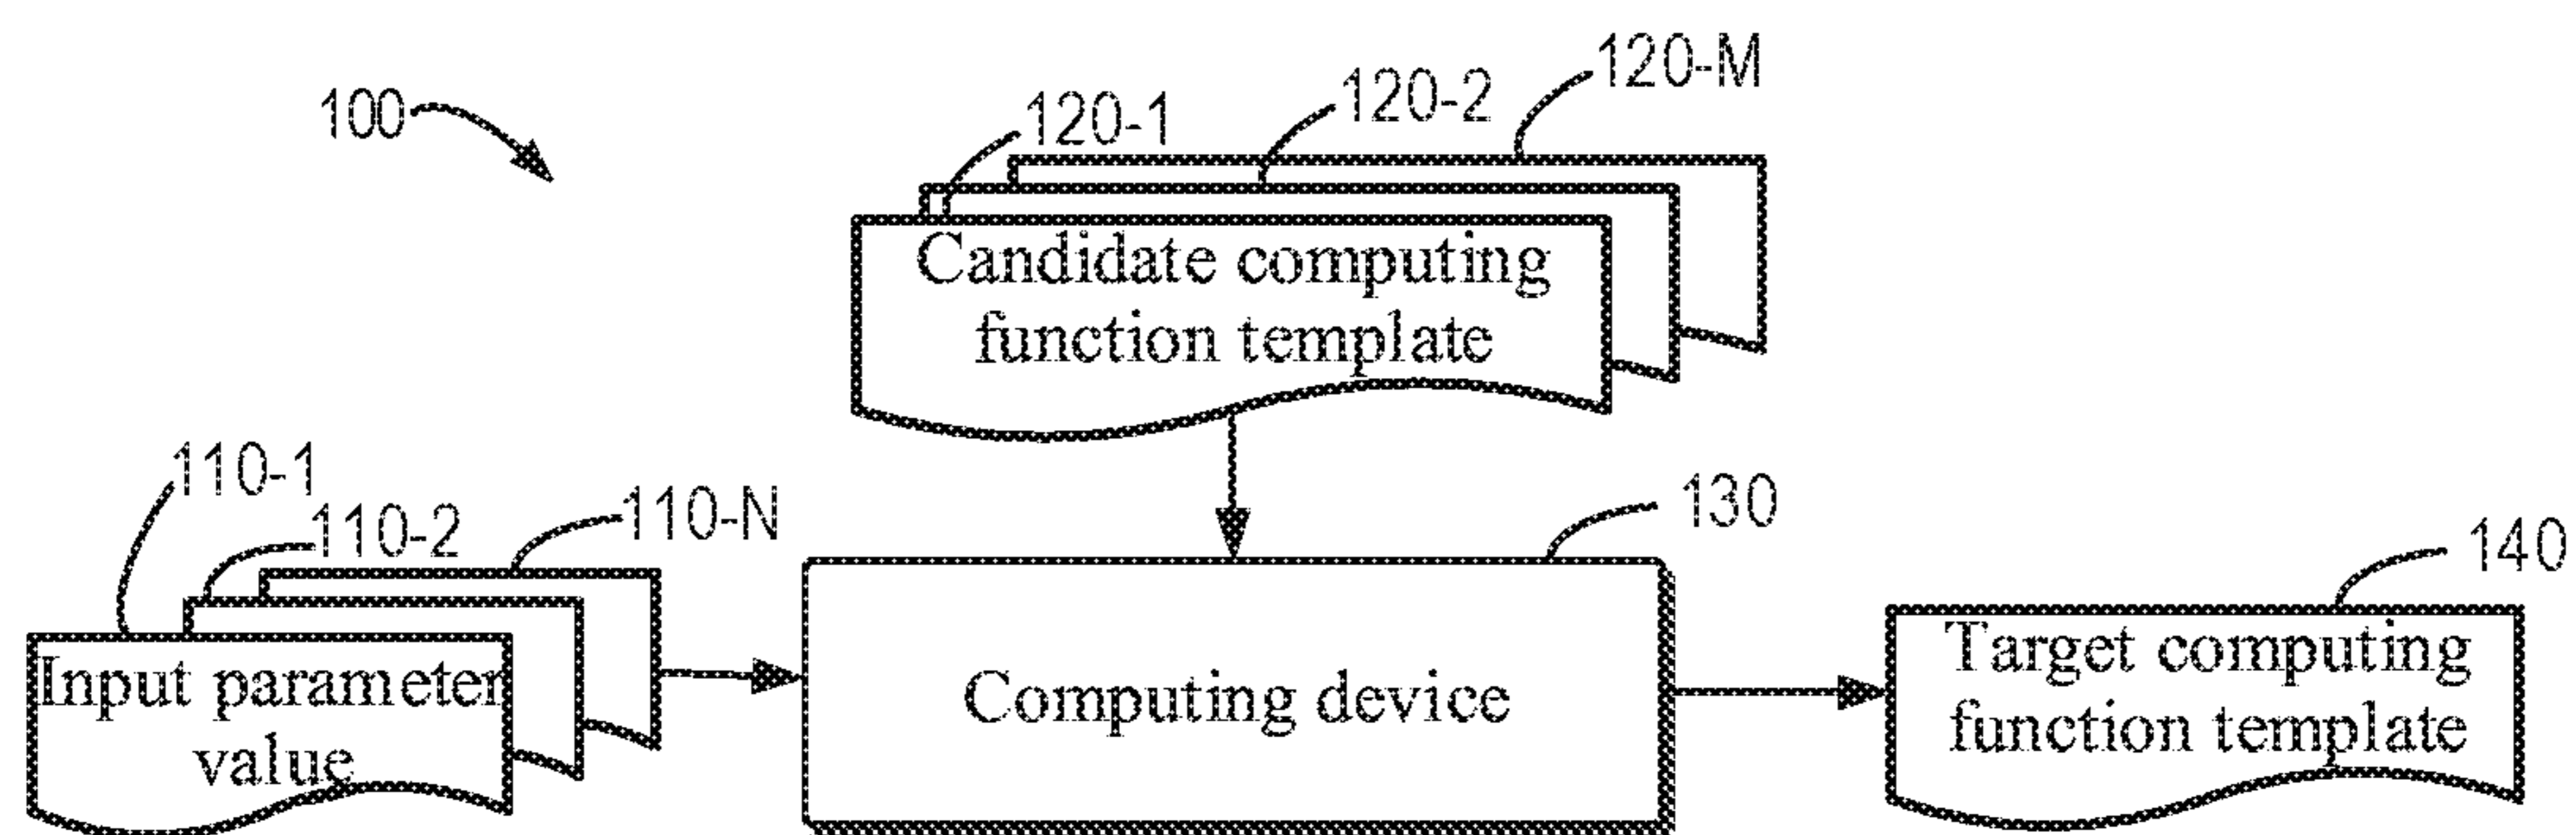 120-M
120-2
100
120-1
Candidate computing
function template
110-1
110-N
130
110-2
140
Input parameter
value
Computing device
Target computing
function template